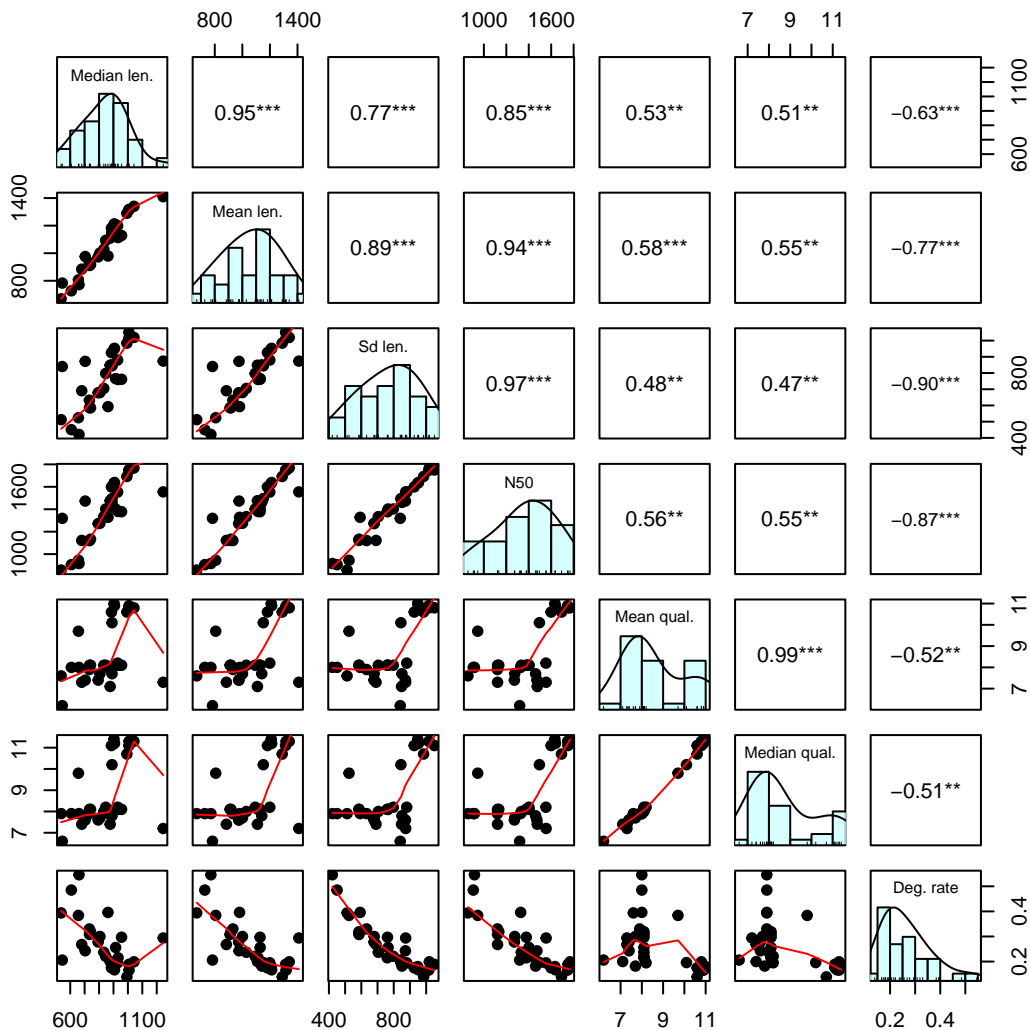 800 1400 1000 1600 7 9 11
Median len. 0.95*** 0.77*** 0.85*** 0.53** 0.51** −0.63*** 600 1100
1400 800 Mean len. 0.89*** 0.94*** 0.58*** 0.55** −0.77***
Sd len. 0.97*** 0.48** 0.47** −0.90*** 400 800
1600 1000 N50 0.56** 0.55** −0.87***
Mean qual. 0.99*** −0.52** 7 9 11
11 9 7 Median qual. −0.51**
Deg. rate 0.2 0.4
600 1100 400 800 7 9 11 0.2 0.4